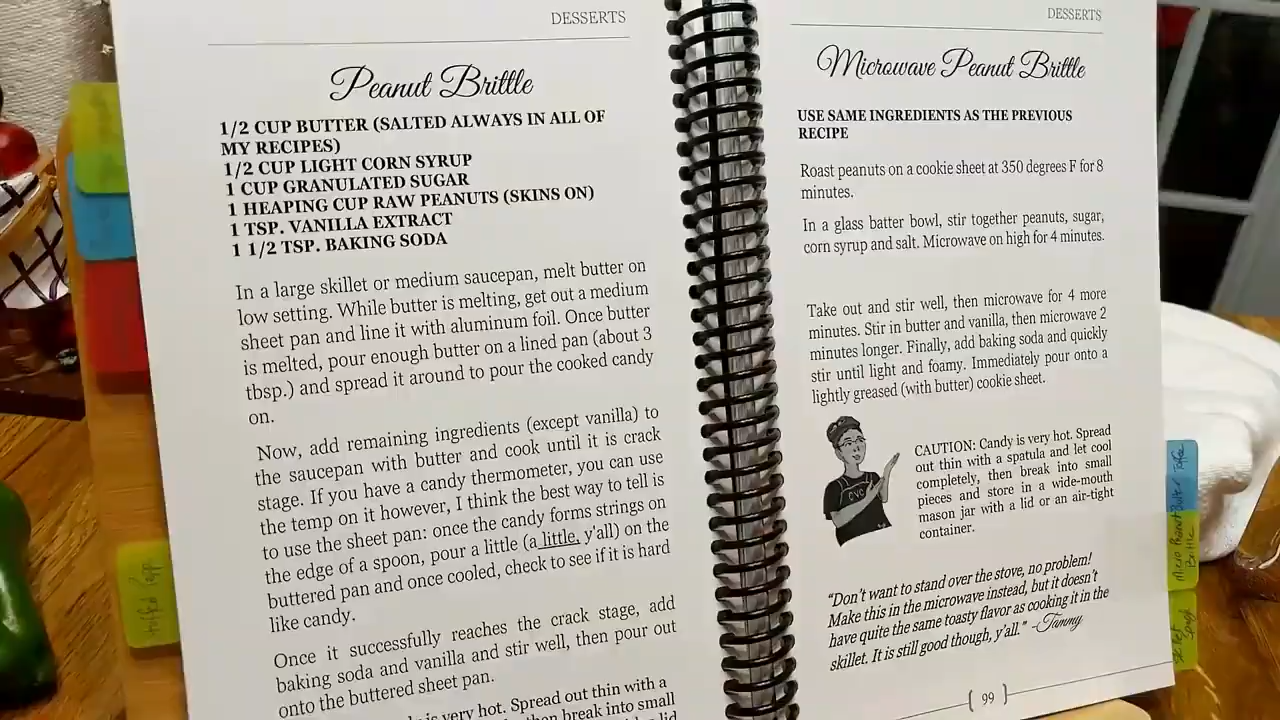 DESSERTS
Peanut Brittle
1/2 CUP BUTTER (SALTED ALWAYS IN ALL OF
MY RECIPES)
1/2 CUP LIGHT CORN SYRUP
1 CUP GRANULATED SUGAR
1 HEAPING CUP RAW PEANUTS (SKINS ON)
1 TSP. VANILLA EXTRACT
1 1/2 TSP. BAKING SODA
In a large skillet or medium saucepan, melt butter on
low setting. While butter is melting, get out a medium
sheet pan and line it with aluminum foil. Once butter
is melted, pour enough butter on a lined pan (about 3
tbsp.) and spread it around to pour the cooked candy
on.
Now, add remaining ingredients (except vanilla) to
the saucepan with butter and cook until it is crack
stage. If you have a candy thermometer, you can use
the temp on it however, I think the best way to tell is
to use the sheet pan: once the candy forms strings on
the edge of a spoon, pour a little (a little, y'all) on the
buttered pan and once cooled, check to see if it is hard
like candy.
Once it successfully reaches the crack stage, add
baking soda and vanilla and stir well, then pour out
onto the buttered sheet pan.
is very hot. Spread out thin with a
then break into small
lid
DESSERTS
Microwave Peanut Brittle
USE SAME INGREDIENTS AS THE PREVIOUS
RECIPE
Roast peanuts on a cookie sheet at 350 degrees F for 8
minutes.
In a glass batter bowl, stir together peanuts, sugar,
corn syrup and salt. Microwave on high for 4 minutes.
Take out and stir well, then microwave for 4 more
minutes. Stir in butter and vanilla, then microwave 2
minutes longer. Finally, add baking soda and quickly
stir until light and foamy. Immediately pour onto a
lightly greased (with butter) cookie sheet.
CVC
CAUTION: Candy is very hot. Spread
out thin with a spatula and let cool
completely, then break into small
pieces and store in a wide-mouth
mason jar with a lid or an air-tight
container.
"Don't want to stand over the stove, no problem!
Make this in the microwave instead, but it doesn't
have quite the same toasty flavor as cooking it in the
skillet. It is still good though, y'all." -Tammy
{ 99 }
Micro Peanut
Brittle
Butter Toffee